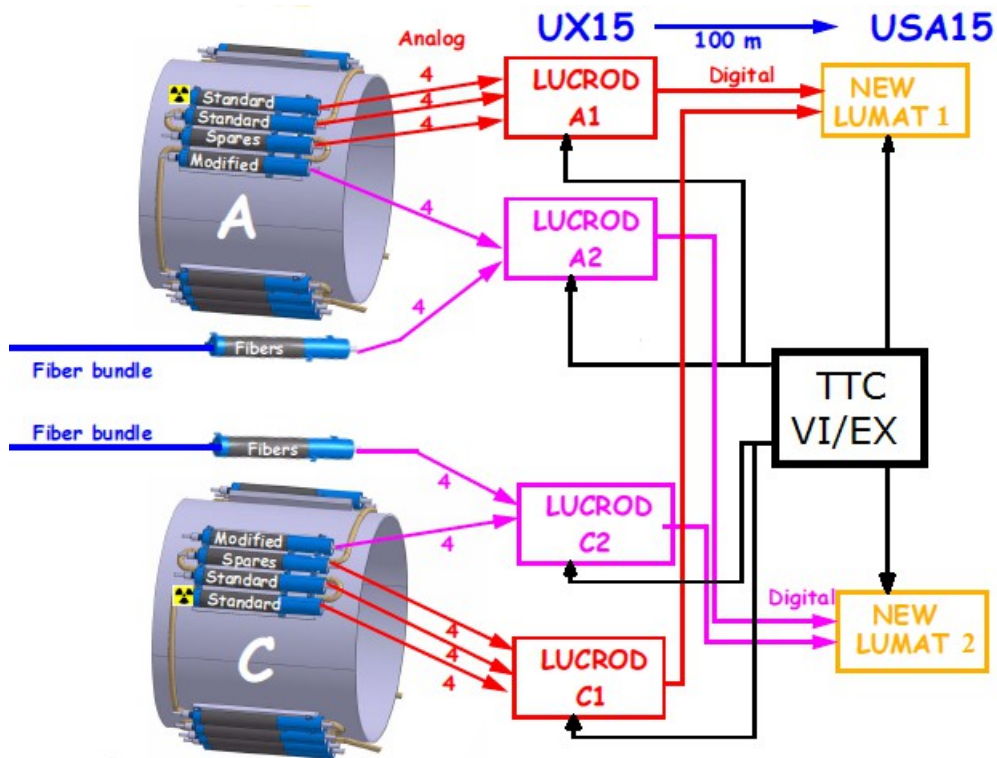 UX15
USA15
100 m
Analog
Digital
4
4
4
Standard
Standard
Spares
Modified
LUCROD
A1
NEW
LUMAT 1
A
4
LUCROD
A2
4
Fibers
Fiber bundle
TTC
VI/EX
Fiber bundle
Fibers
4
LUCROD
C2
4
Modified
Spares
Standard
Standard
C
4
4
4
LUCROD
C1
Digital
NEW
LUMAT 2